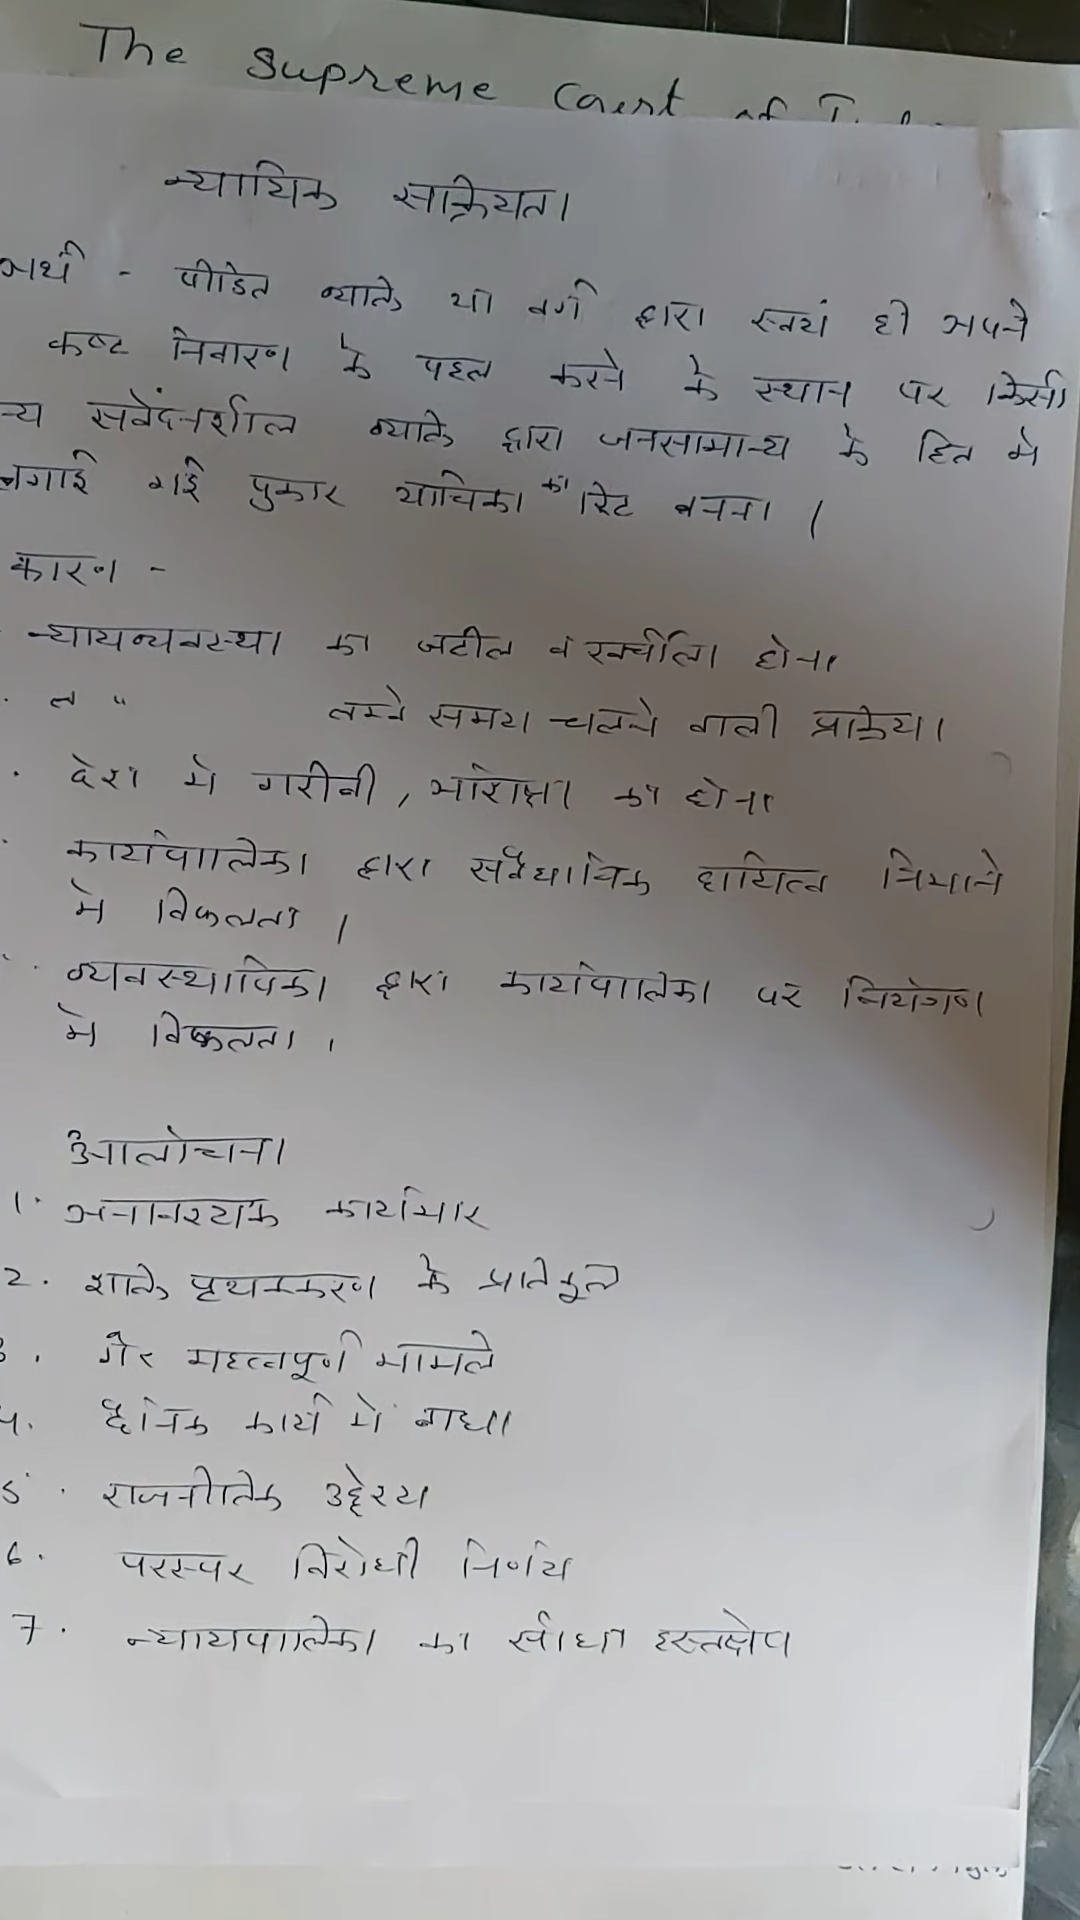 The Supreme Court of
न्यायिक सक्रियता
अर्थ - पीडित व्यक्ति या वर्ग द्वारा स्वयं ही अपने
कष्ट निवारण के पहल करने के स्थान पर किसी
न्य सवेंदनशील व्यक्ति द्वारा जनसामान्य के हित मे
लगाई गई पुकार याचिका का रिट बनना ।
कारण -
न्यायव्यवस्था का जटील व खर्चीला होना
" लम्बे समय चलने वाली प्रक्रिया
. देश मे गरीबी, अशिक्षा का होना
. कार्यपालिका द्वारा सवैधानिक दायित्व निभाने
मे विफलता ।
. व्यवस्थापिका द्वारा कार्यपालिका पर नियंत्रण
मे विफलता ।
आलोचना
1. अनावश्यक कार्यभार
2. शक्ति पृथक्करण के प्रतिकूल
3. गैर महत्वपूर्ण मामले
4. दैनिक कार्य में बाधा
5. राजनीतिक उद्देश्य
6. परस्पर विरोधी निर्णय
7. न्यायपालिका का सीधा हस्तक्षेप